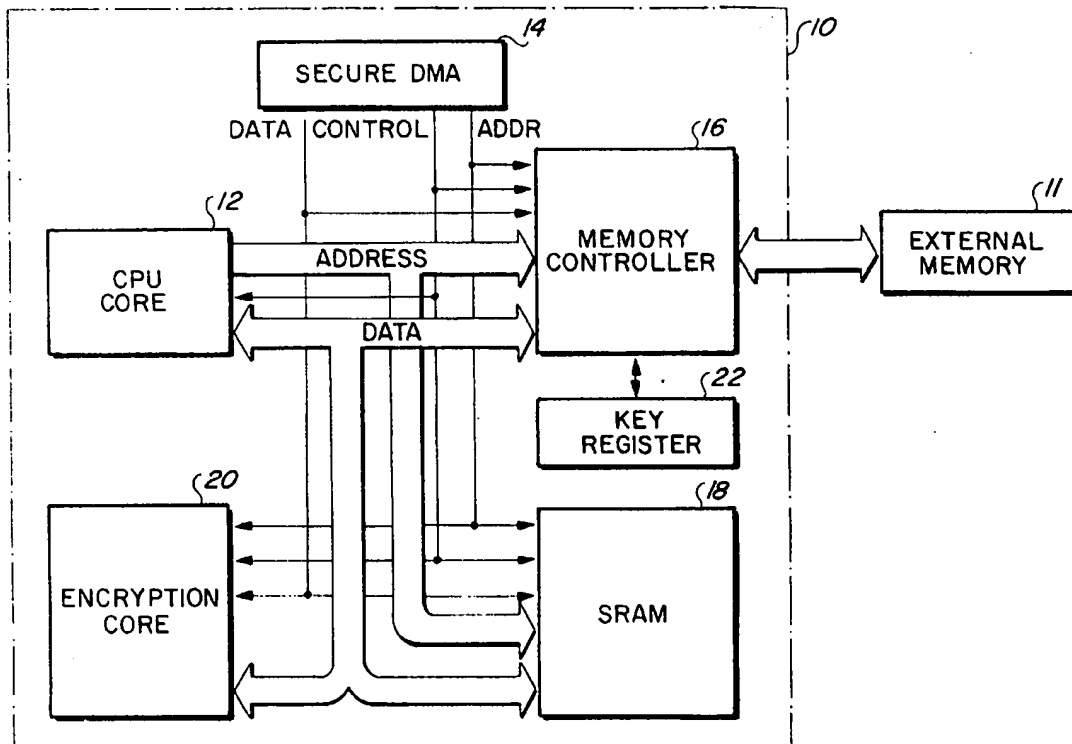 10
14
SECURE DMA
DATA CONTROL ADDR
16
12
11
MEMORY
CONTROLLER
EXTERNAL
MEMORY
CPU
CORE
ADDRESS
DATA
22
KEY
REGISTER
20
18
ENCRYPTION
CORE
SRAM